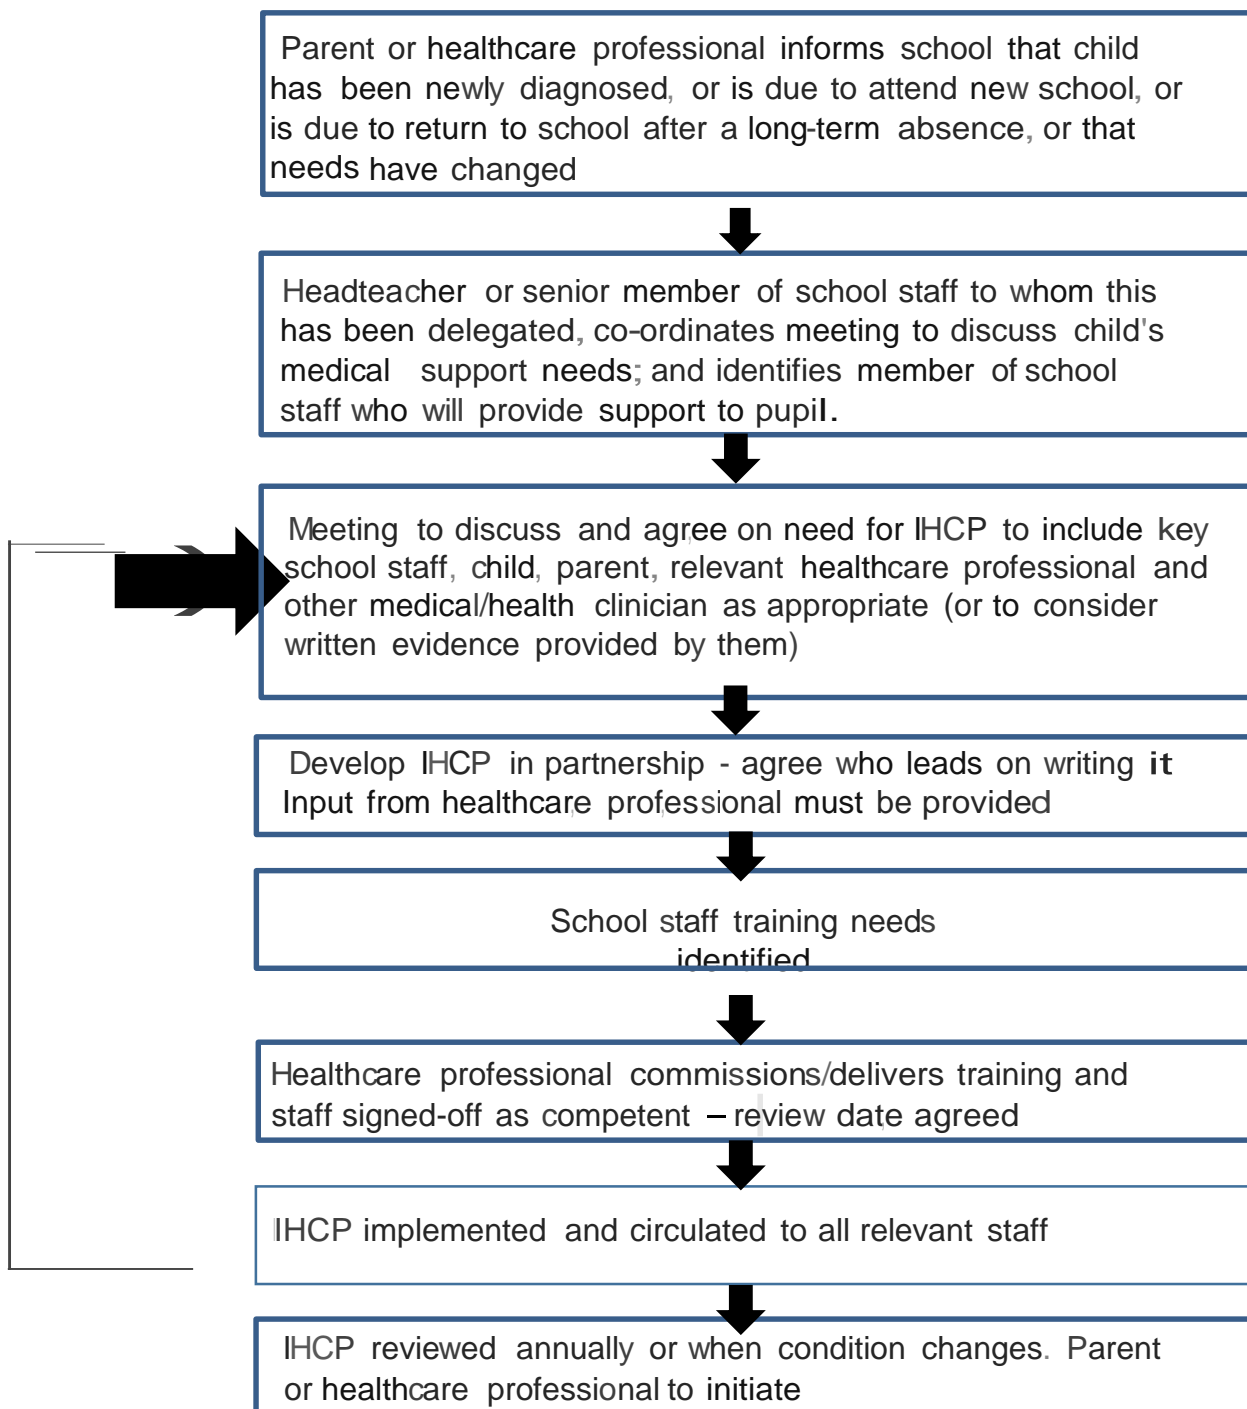 Parent or healthcare professional informs school that child
has been newly diagnosed, or is due to attend new school, or
is due to return to school after a long-term absence, or that
needs have changed
Headteacher or senior member of school staff to whom this
has been delegated, co-ordinates meeting to discuss child's
medical support needs; and identifies member of school
staff who will provide support to pupil.
Meeting to discuss and agree on need for IHCP to include key
school staff, child, parent, relevant healthcare professional and
other medical/health clinician as appropriate (or to consider
written evidence provided by them)
Develop IHCP in partnership - agree who leads on writing it
Input from healthcare professional must be provided
School staff training needs
identified
Healthcare professional commissions/delivers training and
staff signed-off as competent – review date agreed
IHCP implemented and circulated to all relevant staff
IHCP reviewed annually or when condition changes. Parent
or healthcare professional to initiate